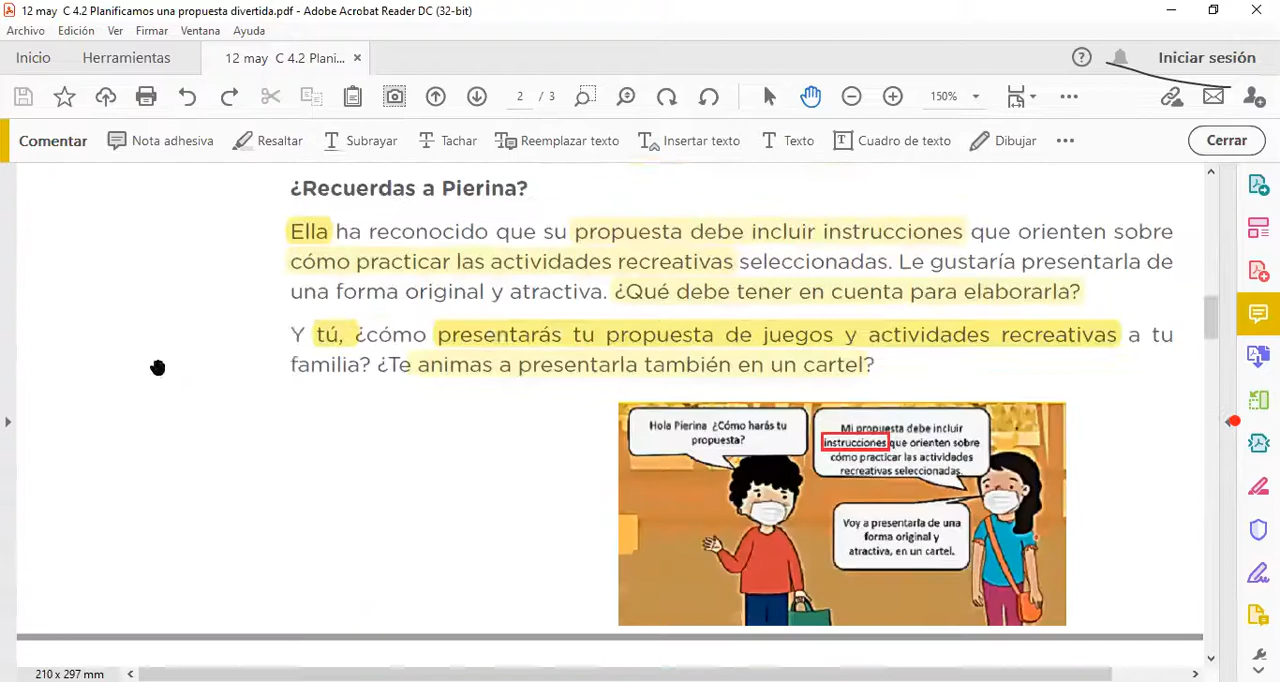 12 may  C 4.2 Planificamos una propuesta divertida.pdf - Adobe Acrobat Reader DC (32-bit)
Archivo Edición Ver Firmar Ventana Ayuda
Inicio Herramientas 12 may  C 4.2 Plani... × Iniciar sesión
2 / 3 150%
Comentar Nota adhesiva Resaltar Subrayar Tachar Reemplazar texto Insertar texto Texto Cuadro de texto Dibujar Cerrar
¿Recuerdas a Pierina?
Ella ha reconocido que su propuesta debe incluir instrucciones que orienten sobre
cómo practicar las actividades recreativas seleccionadas. Le gustaría presentarla de
una forma original y atractiva. ¿Qué debe tener en cuenta para elaborarla?
Y tú, ¿cómo presentarás tu propuesta de juegos y actividades recreativas a tu
familia? ¿Te animas a presentarla también en un cartel?
Hola Pierina ¿Cómo harás tu
propuesta?
Mi propuesta debe incluir
instrucciones que orienten sobre
cómo practicar las actividades
recreativas seleccionadas.
Voy a presentarla de una
forma original y
atractiva, en un cartel.
210 x 297 mm